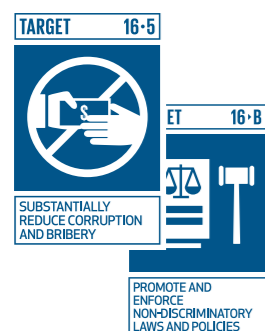 TARGET 16·5
$
SUBSTANTIALLY
REDUCE CORRUPTION
AND BRIBERY
ET 16·B
PROMOTE AND
ENFORCE
NON-DISCRIMINATORY
LAWS AND POLICIES